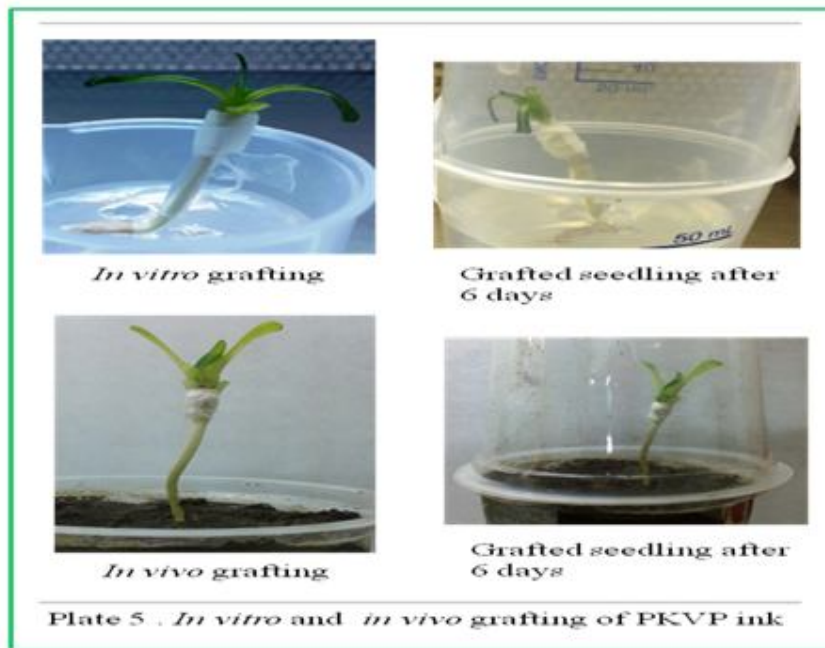 50 ml
In vitro grafting
Grafted seedling after
6 days
In vivo grafting
Grafted seedling after
6 days
Plate 5 . In vitro and in vivo grafting of PKVP ink